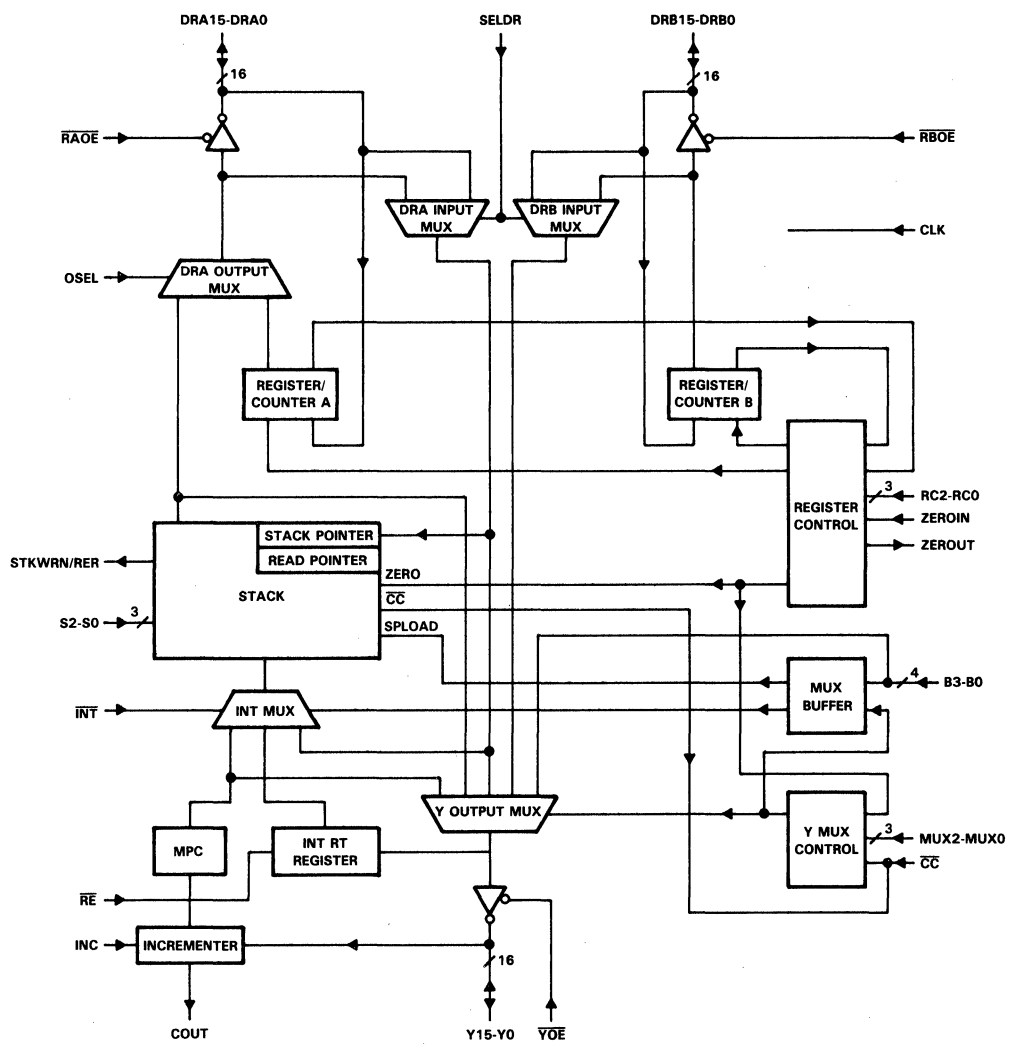 DRA15-DRA0
SELDR
DRB15-DRB0
16
16
RAOE
RBOE
DRA INPUT
MUX
DRB INPUT
MUX
CLK
OSEL
DRA OUTPUT
MUX
REGISTER/
COUNTER A
REGISTER/
COUNTER B
REGISTER
CONTROL
3
RC2-RC0
ZEROIN
ZEROUT
STACK POINTER
READ POINTER
STACK
STKWRN/RER
3
S2-S0
ZERO
CC
SPLOAD
MUX
BUFFER
4
B3-B0
INT
INT MUX
Y OUTPUT MUX
Y MUX
CONTROL
3
MUX2-MUX0
CC
MPC
INT RT
REGISTER
RE
INC
INCREMENTER
16
COUT
Y15-Y0
YOE